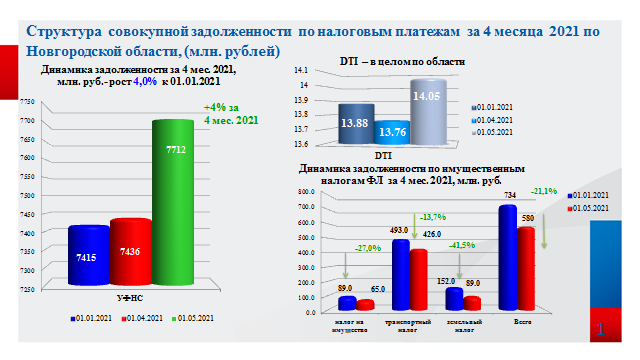 Структура совокупной задолженности по налоговым платежам за 4 месяца 2021 по
Новгородской области, (млн. рублей)
Динамика задолженности за 4 мес. 2021,
млн. руб.- рост 4,0% к 01.01.2021
7750
7700
7650
7600
7550
7500
7450
7400
7350
7300
7250
+4% за
4 мес. 2021
7415
7436
7712
УФНС
01.01.2021
01.04.2021
01.05.2021
DTI – в целом по области
14.1
14
13.9
13.8
13.7
13.6
13.88
13.76
14.05
DTI
01.01.2021
01.04.2021
01.05.2021
Динамика задолженности по имущественным
налогам ФЛ за 4 мес. 2021, млн. руб.
800.0
700.0
600.0
500.0
400.0
300.0
200.0
100.0
0.0
-27,0%
-13,7%
-41,5%
-21,1%
89.0
65.0
493.0
426.0
152.0
89.0
734
580
налог на
имущество
транспортный
налог
земельный
налог
Всего
01.01.2021
01.05.2021
1